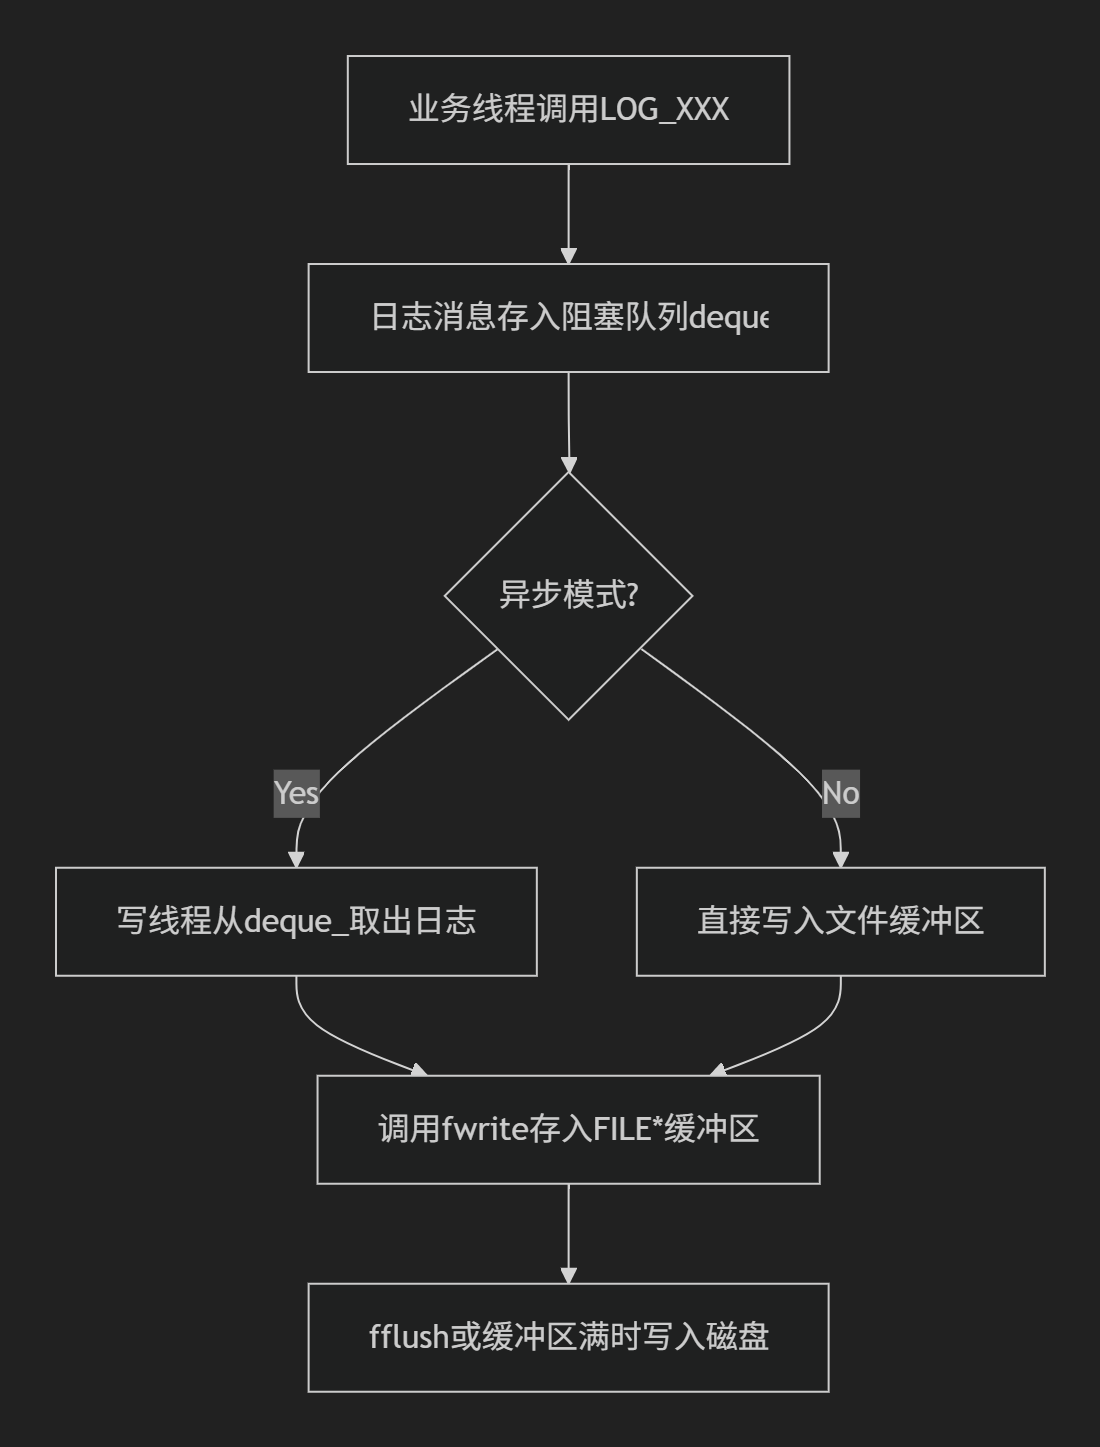 业务线程调用LOG_XXX
日志消息存入阻塞队列deque
异步模式?
Yes
No
写线程从deque_取出日志
直接写入文件缓冲区
调用fwrite存入FILE*缓冲区
fflush或缓冲区满时写入磁盘